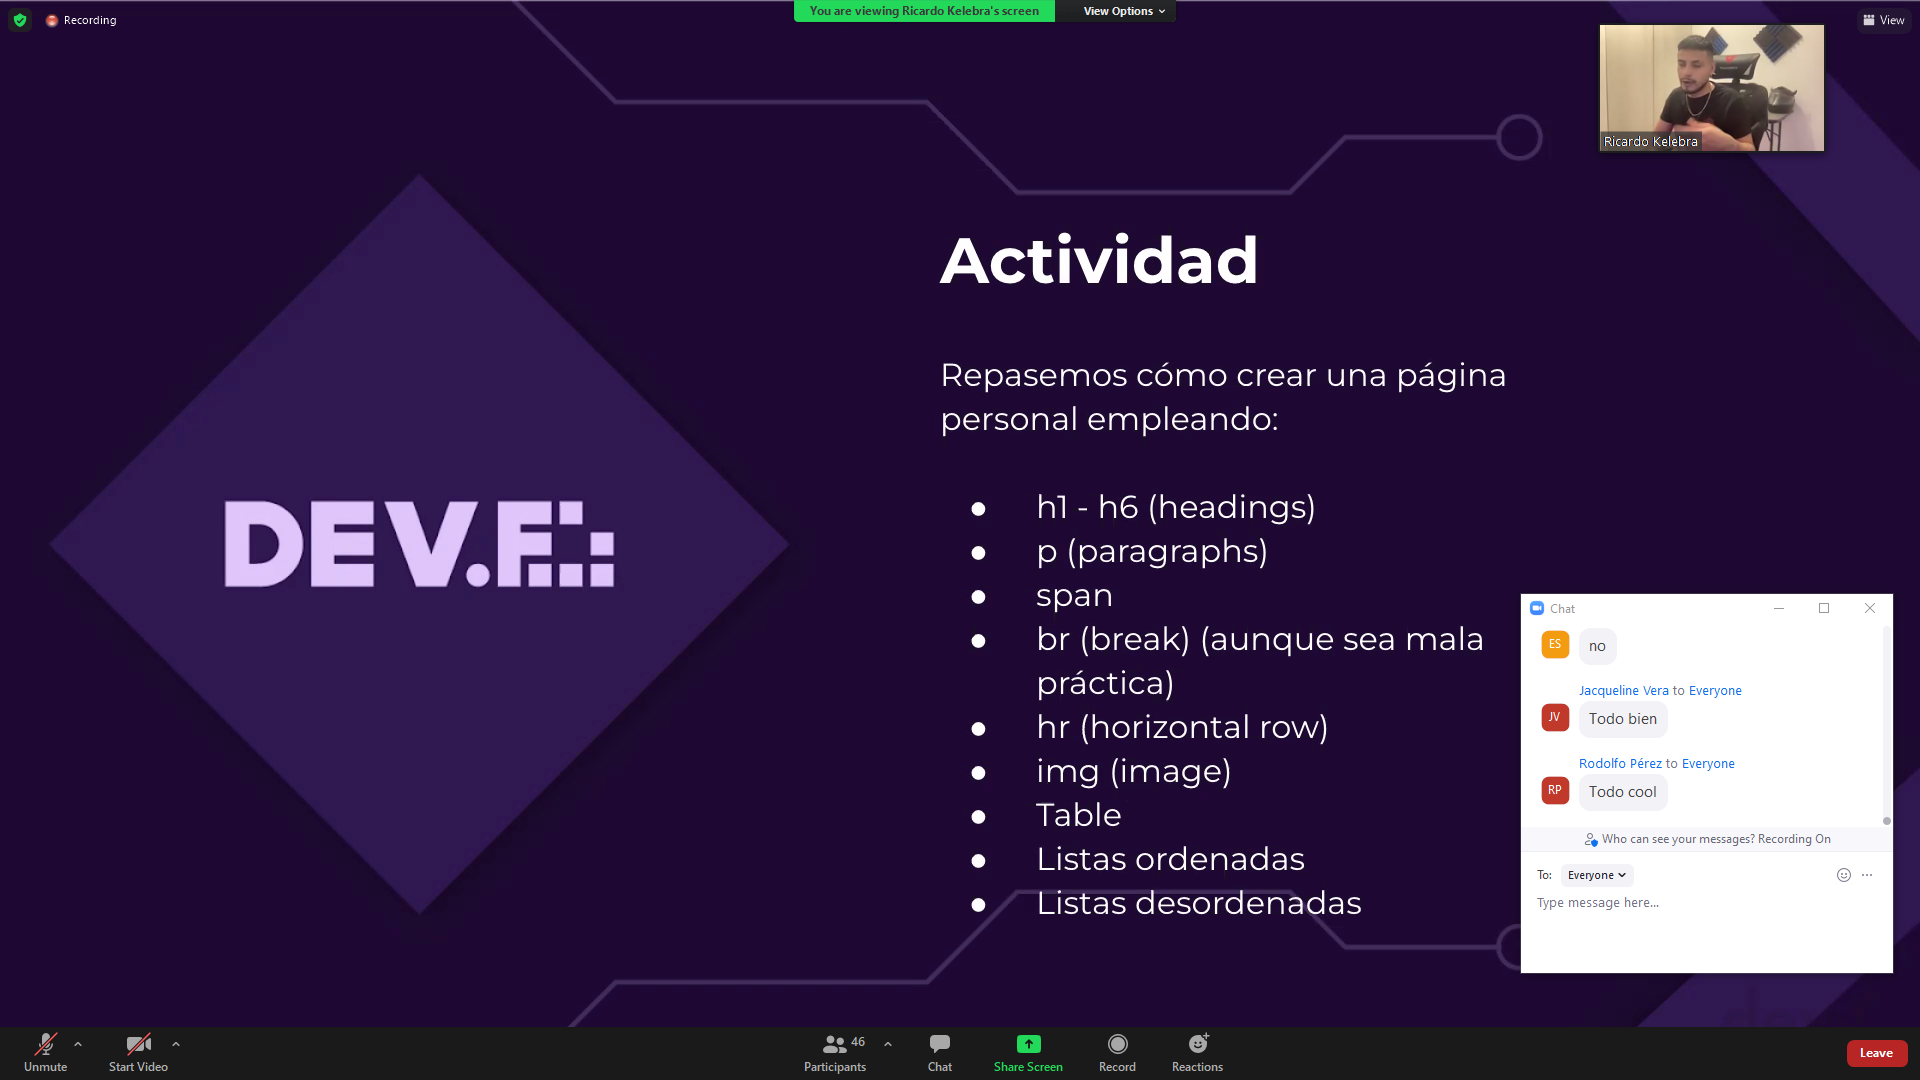 Recording
You are viewing Ricardo Kelebra's screen
View Options
View
Ricardo Kelebra
Actividad
Repasemos cómo crear una página
personal empleando:
● h1 - h6 (headings)
● p (paragraphs)
● span
● br (break) (aunque sea mala
práctica)
● hr (horizontal row)
● img (image)
● Table
● Listas ordenadas
● Listas desordenadas
DEV.F
Chat
ES
no
Jacqueline Vera to Everyone
JV
Todo bien
Rodolfo Pérez to Everyone
RP
Todo cool
Who can see your messages? Recording On
To: Everyone
Type message here...
Unmute
Start Video
46
Participants
Chat
Share Screen
Record
Reactions
Leave